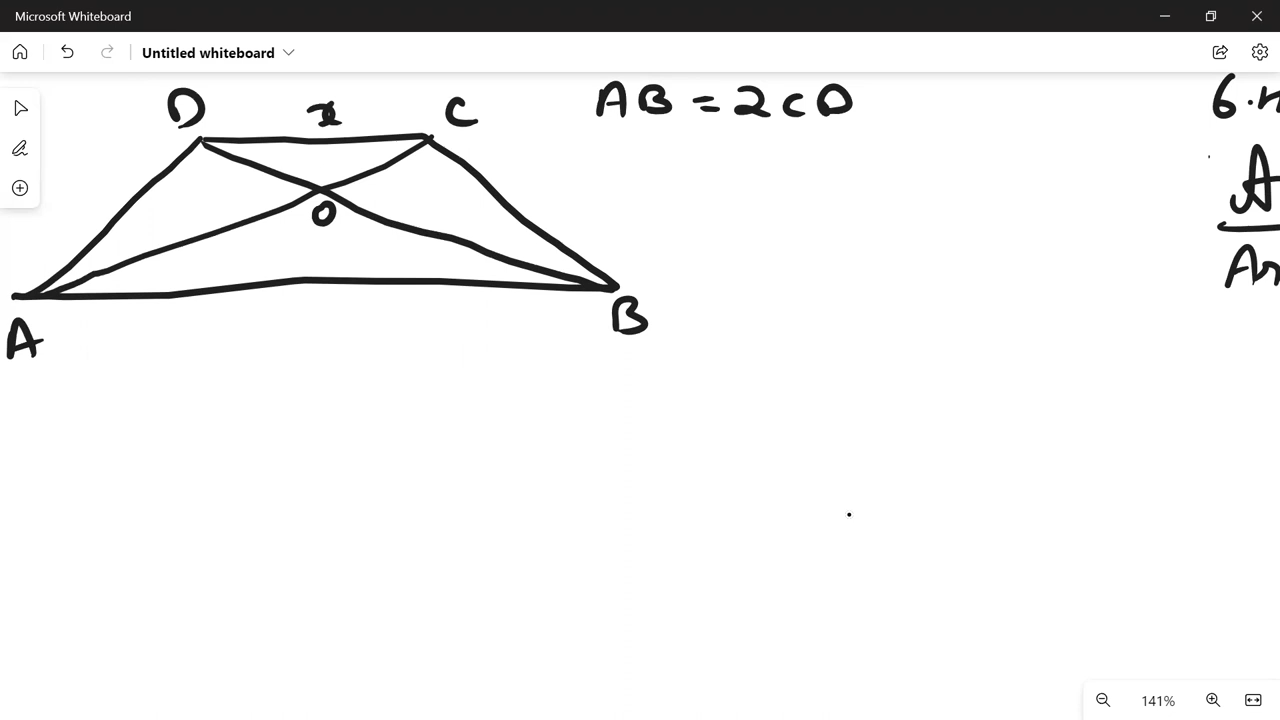 Microsoft Whiteboard
Untitled whiteboard
D x C
AB = 2CD
O
A
B
141%